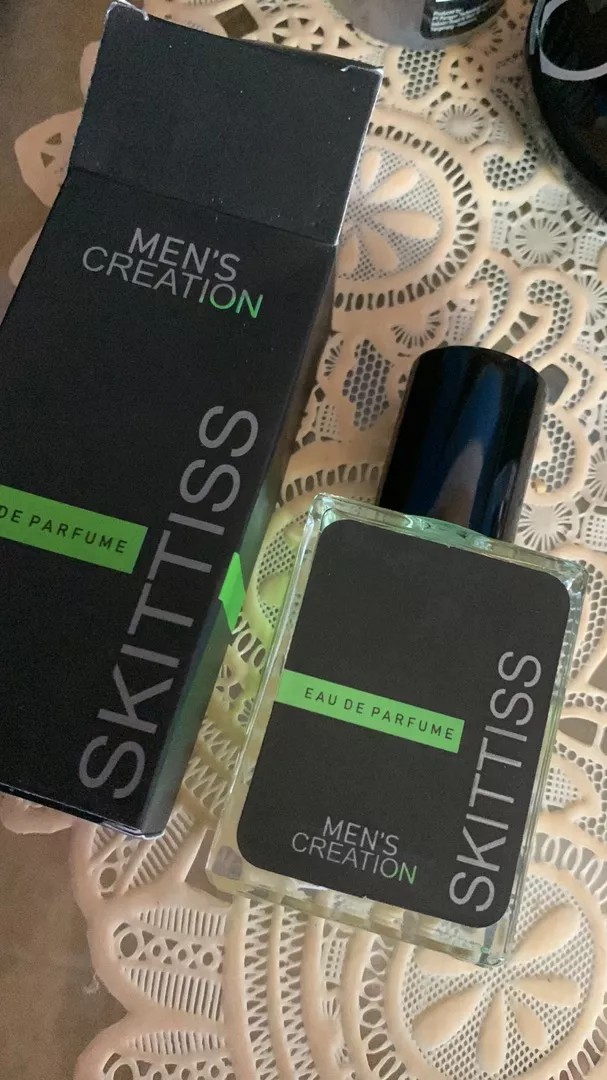 MEN'S
CREATION
DE PARFUME
SKITTISS
EAU DE PARFUME
SKITTISS
MEN'S
CREATION